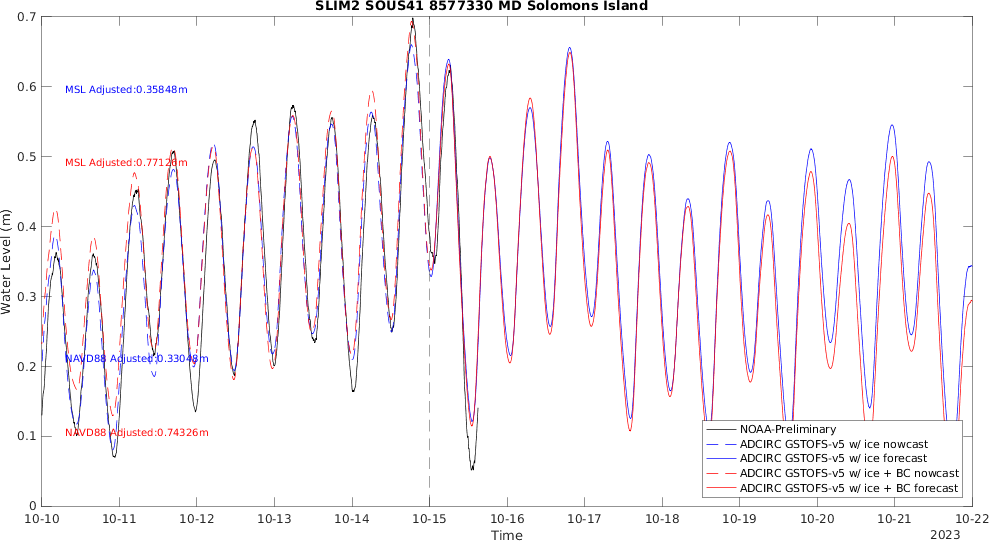 SLIM2 SOUS41 8577330 MD Solomons Island
Water Level (m)
0.7
0.6
0.5
0.4
0.3
0.2
0.1
0
MSL Adjusted:0.35848m
MSL Adjusted:0.77126m
NAVD88 Adjusted:0.33048m
NAVD88 Adjusted:0.74326m
NOAA-Preliminary
ADCIRC GSTOFS-v5 w/ ice nowcast
ADCIRC GSTOFS-v5 w/ ice forecast
ADCIRC GSTOFS-v5 w/ ice + BC nowcast
ADCIRC GSTOFS-v5 w/ ice + BC forecast
10-10 10-11 10-12 10-13 10-14 10-15 10-16 10-17 10-18 10-19 10-20 10-21 10-22
Time
2023